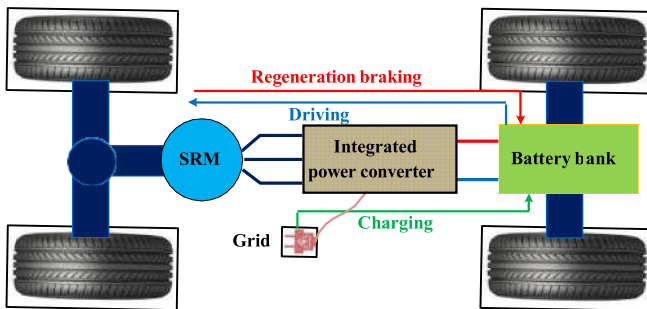 Regeneration braking
Driving
SRM
Integrated
power converter
Battery bank
Charging
Grid